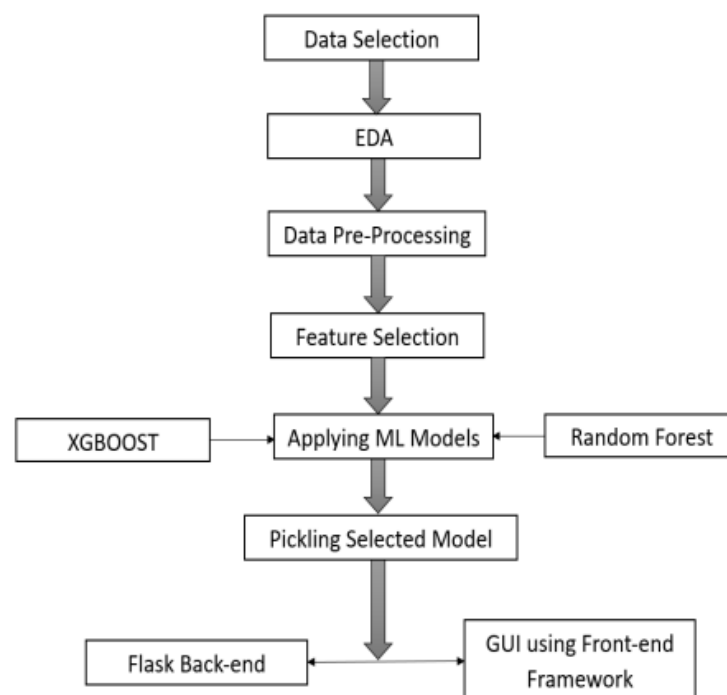 Data Selection
EDA
Data Pre-Processing
Feature Selection
XGBOOST
Applying ML Models
Random Forest
Pickling Selected Model
Flask Back-end
GUI using Front-end
Framework